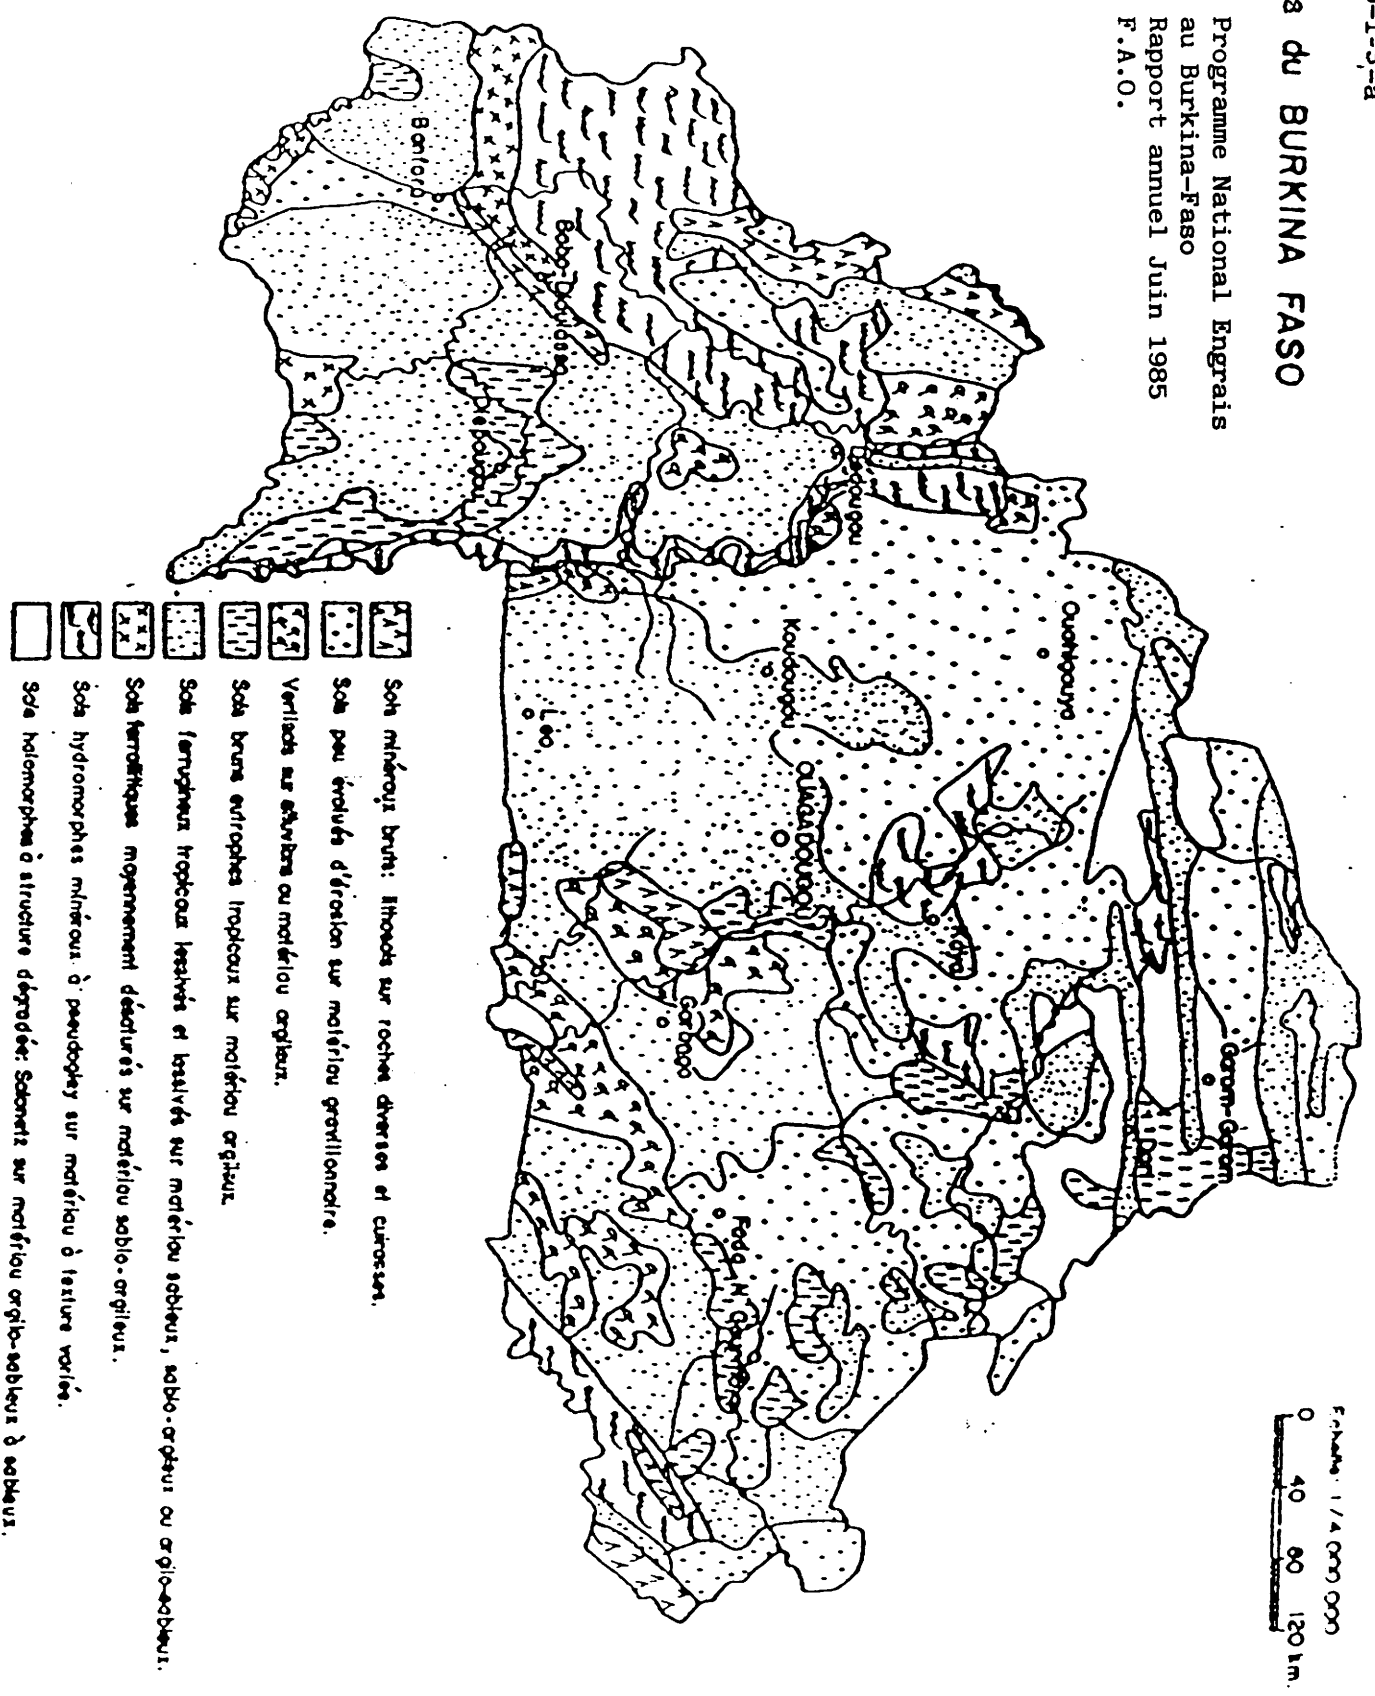 du BURKINA FASO
Programme National Engrais
au Burkina-Faso
Rapport annuel Juin 1985
F.A.O.
Echelle: 1/4 000 000
0 40 80 120 km.
Gorom-Gorom
Dori
Ouahigouya
Kaya
Dédougou
Koudougou
OUAGADOUGOU
Fada N'Gourma
Garbago
Bobo-Dioulasso
Léo
Diébougou
Banfora
Sols minéraux bruts: lithosols sur roches diverses et cuirasses.
Sols peu évolués d'érosion sur matériau gravillonnaire.
Vertisols sur alluvions ou matériau argileux.
Sols bruns eutrophes tropicaux sur matériau argileux.
Sols ferrugineux tropicaux lessivés et lessivés sur matériau sableux, sablo-argileux ou argilo-sableux.
Sols ferralitiques moyennement désaturés sur matériau sablo-argileux.
Sols hydromorphes minéraux à pseudogley sur matériau à texture variée.
Sols halomorphes à structure dégradée: Solonetz sur matériau argilo-sableux à sableux.